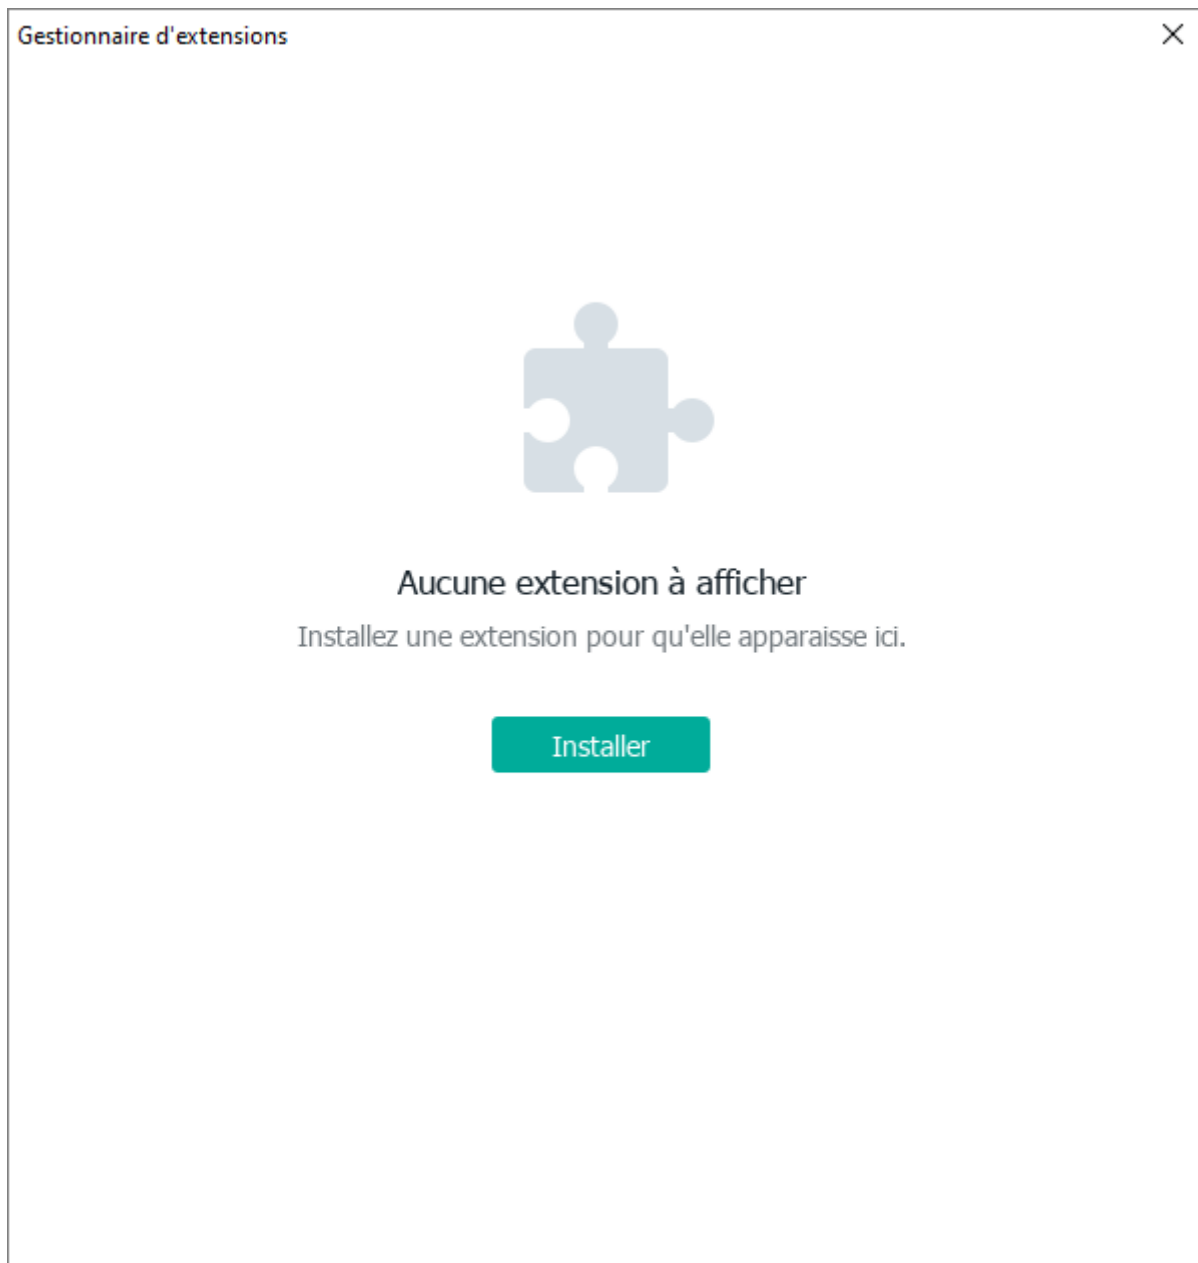 Gestionnaire d'extensions
Aucune extension à afficher
Installez une extension pour qu'elle apparaisse ici.
Installer